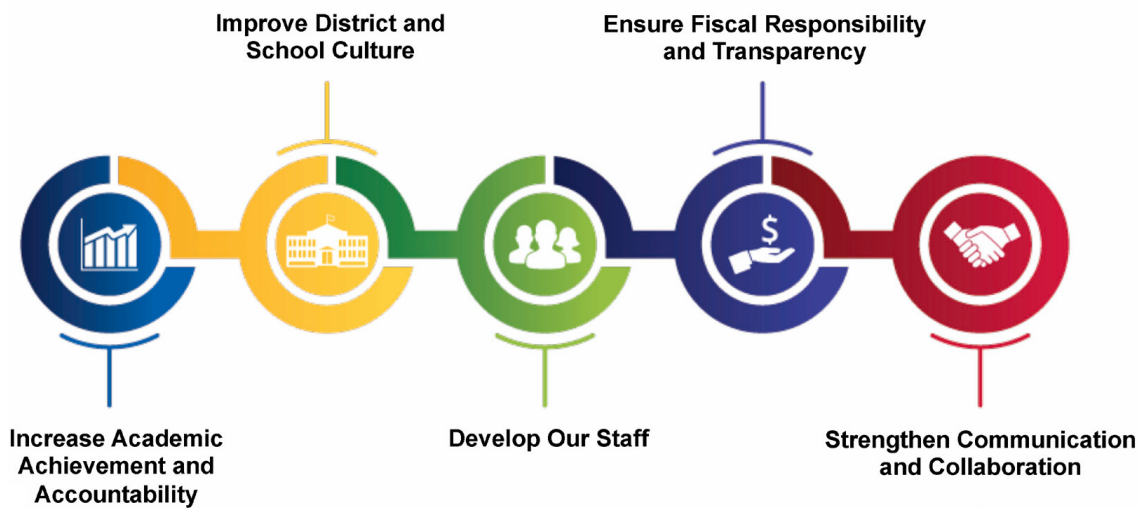 Improve District and
School Culture
Ensure Fiscal Responsibility
and Transparency
$
Increase Academic
Achievement and
Accountability
Develop Our Staff
Strengthen Communication
and Collaboration